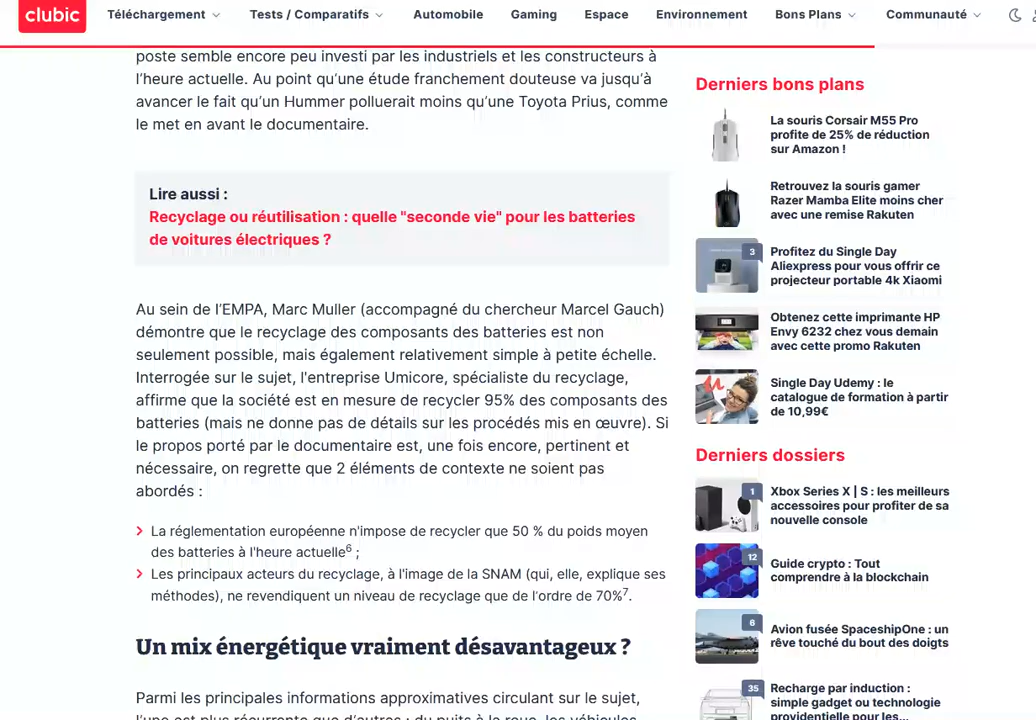 clubic
Téléchargement
Tests / Comparatifs
Automobile
Gaming
Espace
Environnement
Bons Plans
Communauté
poste semble encore peu investi par les industriels et les constructeurs à
l'heure actuelle. Au point qu'une étude franchement douteuse va jusqu'à
avancer le fait qu'un Hummer polluerait moins qu'une Toyota Prius, comme
le met en avant le documentaire.
Lire aussi :
Recyclage ou réutilisation : quelle "seconde vie" pour les batteries
de voitures électriques ?
Au sein de l'EMPA, Marc Muller (accompagné du chercheur Marcel Gauch)
démontre que le recyclage des composants des batteries est non
seulement possible, mais également relativement simple à petite échelle.
Interrogée sur le sujet, l'entreprise Umicore, spécialiste du recyclage,
affirme que la société est en mesure de recycler 95% des composants des
batteries (mais ne donne pas de détails sur les procédés mis en œuvre). Si
le propos porté par le documentaire est, une fois encore, pertinent et
nécessaire, on regrette que 2 éléments de contexte ne soient pas
abordés :
La réglementation européenne n'impose de recycler que 50 % du poids moyen
des batteries à l'heure actuelle⁶ ;
Les principaux acteurs du recyclage, à l'image de la SNAM (qui, elle, explique ses
méthodes), ne revendiquent un niveau de recyclage que de l'ordre de 70%⁷.
Un mix énergétique vraiment désavantageux ?
Parmi les principales informations approximatives circulant sur le sujet,
l'une est plus récurrente que d'autres : du puits à la roue, les véhicules
Derniers bons plans
La souris Corsair M55 Pro
profite de 25% de réduction
sur Amazon !
Retrouvez la souris gamer
Razer Mamba Elite moins cher
avec une remise Rakuten
3
Profitez du Single Day
Aliexpress pour vous offrir ce
projecteur portable 4k Xiaomi
Obtenez cette imprimante HP
Envy 6232 chez vous demain
avec cette promo Rakuten
Single Day Udemy : le
catalogue de formation à partir
de 10,99€
Derniers dossiers
1
Xbox Series X | S : les meilleurs
accessoires pour profiter de sa
nouvelle console
12
Guide crypto : Tout
comprendre à la blockchain
6
Avion fusée SpaceshipOne : un
rêve touché du bout des doigts
35
Recharge par induction :
simple gadget ou technologie
providentielle pour les...